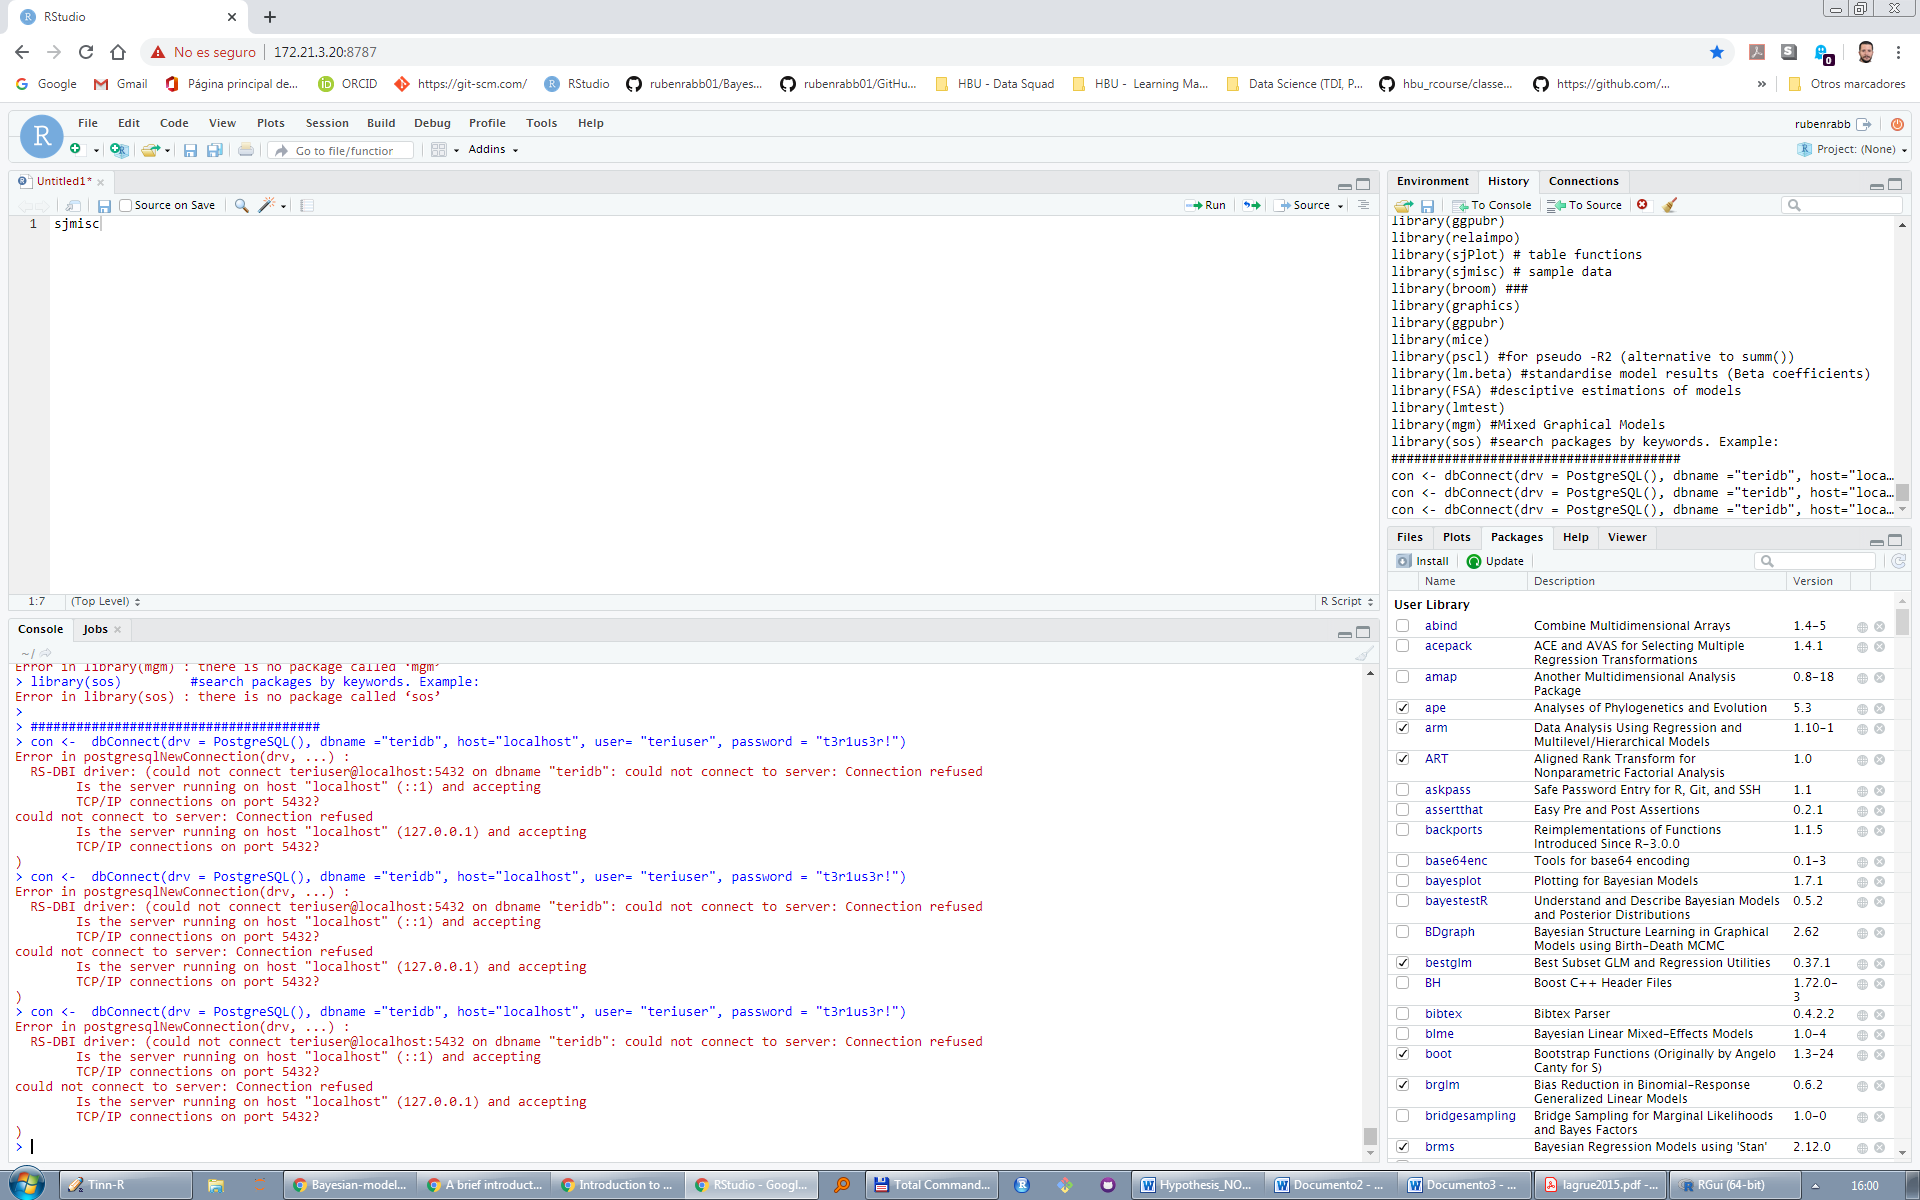 RStudio
No es seguro
172.21.3.20:8787
Google
Gmail
Página principal de...
ORCID
https://git-scm.com/
RStudio
rubenrabb01/Bayes...
rubenrabb01/GitHu...
HBU - Data Squad
HBU - Learning Ma...
Data Science (TDI, P...
hbu_rcourse/classe...
https://github.com/...
»
Otros marcadores
R
File Edit Code View Plots Session Build Debug Profile Tools Help
rubenrabb
Go to file/function
Addins
Project: (None)
Untitled1*
Source on Save
Run
Source
1 sjmisc
1:7 (Top Level)
R Script
Console Jobs
~/
Error in library(mgm) : there is no package called ‘mgm’
> library(sos) #search packages by keywords. Example:
Error in library(sos) : there is no package called ‘sos’
>
> ######################################
> con <- dbConnect(drv = PostgreSQL(), dbname ="teridb", host="localhost", user= "teriuser", password = "t3r1us3r!")
Error in postgresqlNewConnection(drv, ...) :
RS-DBI driver: (could not connect teriuser@localhost:5432 on dbname "teridb": could not connect to server: Connection refused
Is the server running on host "localhost" (::1) and accepting
TCP/IP connections on port 5432?
could not connect to server: Connection refused
Is the server running on host "localhost" (127.0.0.1) and accepting
TCP/IP connections on port 5432?
)
> con <- dbConnect(drv = PostgreSQL(), dbname ="teridb", host="localhost", user= "teriuser", password = "t3r1us3r!")
Error in postgresqlNewConnection(drv, ...) :
RS-DBI driver: (could not connect teriuser@localhost:5432 on dbname "teridb": could not connect to server: Connection refused
Is the server running on host "localhost" (::1) and accepting
TCP/IP connections on port 5432?
could not connect to server: Connection refused
Is the server running on host "localhost" (127.0.0.1) and accepting
TCP/IP connections on port 5432?
)
> con <- dbConnect(drv = PostgreSQL(), dbname ="teridb", host="localhost", user= "teriuser", password = "t3r1us3r!")
Error in postgresqlNewConnection(drv, ...) :
RS-DBI driver: (could not connect teriuser@localhost:5432 on dbname "teridb": could not connect to server: Connection refused
Is the server running on host "localhost" (::1) and accepting
TCP/IP connections on port 5432?
could not connect to server: Connection refused
Is the server running on host "localhost" (127.0.0.1) and accepting
TCP/IP connections on port 5432?
)
>
Environment History Connections
To Console To Source
library(ggpubr)
library(relaimpo)
library(sjPlot) # table functions
library(sjmisc) # sample data
library(broom) ###
library(graphics)
library(ggpubr)
library(mice)
library(pscl) #for pseudo -R2 (alternative to summ())
library(lm.beta) #standardise model results (Beta coefficients)
library(FSA) #desciptive estimations of models
library(lmtest)
library(mgm) #Mixed Graphical Models
library(sos) #search packages by keywords. Example:
######################################
con <- dbConnect(drv = PostgreSQL(), dbname ="teridb", host="loca…
con <- dbConnect(drv = PostgreSQL(), dbname ="teridb", host="loca…
con <- dbConnect(drv = PostgreSQL(), dbname ="teridb", host="loca…
Files Plots Packages Help Viewer
Install Update
Name Description Version
User Library
abind Combine Multidimensional Arrays 1.4-5
acepack ACE and AVAS for Selecting Multiple 1.4.1
Regression Transformations
amap Another Multidimensional Analysis 0.8-18
Package
ape Analyses of Phylogenetics and Evolution 5.3
arm Data Analysis Using Regression and 1.10-1
Multilevel/Hierarchical Models
ART Aligned Rank Transform for 1.0
Nonparametric Factorial Analysis
askpass Safe Password Entry for R, Git, and SSH 1.1
assertthat Easy Pre and Post Assertions 0.2.1
backports Reimplementations of Functions 1.1.5
Introduced Since R-3.0.0
base64enc Tools for base64 encoding 0.1-3
bayesplot Plotting for Bayesian Models 1.7.1
bayestestR Understand and Describe Bayesian Models 0.5.2
and Posterior Distributions
BDgraph Bayesian Structure Learning in Graphical 2.62
Models using Birth-Death MCMC
bestglm Best Subset GLM and Regression Utilities 0.37.1
BH Boost C++ Header Files 1.72.0-
3
bibtex Bibtex Parser 0.4.2.2
blme Bayesian Linear Mixed-Effects Models 1.0-4
boot Bootstrap Functions (Originally by Angelo 1.3-24
Canty for S)
brglm Bias Reduction in Binomial-Response 0.6.2
Generalized Linear Models
bridgesampling Bridge Sampling for Marginal Likelihoods 1.0-0
and Bayes Factors
brms Bayesian Regression Models using 'Stan' 2.12.0
Tinn-R
Bayesian-model...
A brief introduct...
Introduction to ...
RStudio - Googl...
Total Command...
Hypothesis_NO...
Documento2 - ...
Documento3 - ...
lagrue2015.pdf -...
RGui (64-bit)
16:00